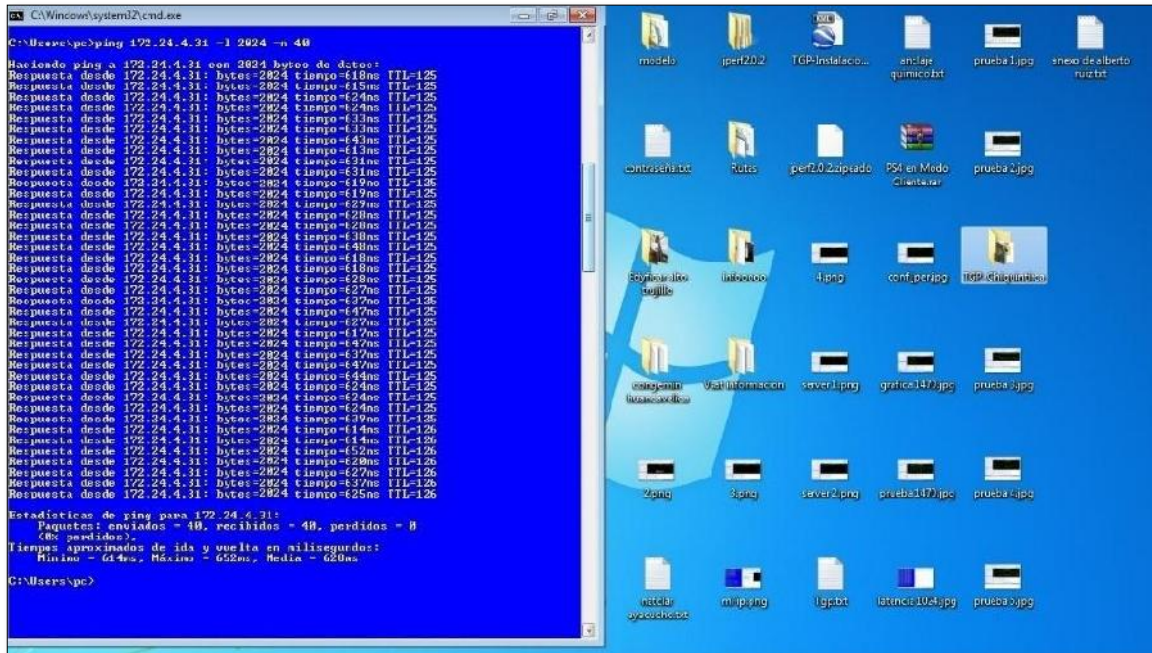 C:\Windows\system32\cmd.exe
C:\Users\pc>ping 172.24.4.31 -l 2024 -n 40
Haciendo ping a 172.24.4.31 con 2024 bytes de datos:
Respuesta desde 172.24.4.31: bytes=2024 tiempo=618ms TTL=125
Respuesta desde 172.24.4.31: bytes=2024 tiempo=615ms TTL=125
Respuesta desde 172.24.4.31: bytes=2024 tiempo=624ms TTL=125
Respuesta desde 172.24.4.31: bytes=2024 tiempo=624ms TTL=125
Respuesta desde 172.24.4.31: bytes=2024 tiempo=633ms TTL=125
Respuesta desde 172.24.4.31: bytes=2024 tiempo=633ms TTL=125
Respuesta desde 172.24.4.31: bytes=2024 tiempo=643ms TTL=125
Respuesta desde 172.24.4.31: bytes=2024 tiempo=613ms TTL=125
Respuesta desde 172.24.4.31: bytes=2024 tiempo=631ms TTL=125
Respuesta desde 172.24.4.31: bytes=2024 tiempo=631ms TTL=125
Respuesta desde 172.24.4.31: bytes=2024 tiempo=619ms TTL=125
Respuesta desde 172.24.4.31: bytes=2024 tiempo=619ms TTL=125
Respuesta desde 172.24.4.31: bytes=2024 tiempo=629ms TTL=125
Respuesta desde 172.24.4.31: bytes=2024 tiempo=628ms TTL=125
Respuesta desde 172.24.4.31: bytes=2024 tiempo=628ms TTL=125
Respuesta desde 172.24.4.31: bytes=2024 tiempo=638ms TTL=125
Respuesta desde 172.24.4.31: bytes=2024 tiempo=648ms TTL=125
Respuesta desde 172.24.4.31: bytes=2024 tiempo=618ms TTL=125
Respuesta desde 172.24.4.31: bytes=2024 tiempo=618ms TTL=125
Respuesta desde 172.24.4.31: bytes=2024 tiempo=628ms TTL=125
Respuesta desde 172.24.4.31: bytes=2024 tiempo=627ms TTL=125
Respuesta desde 172.24.4.31: bytes=2024 tiempo=637ms TTL=125
Respuesta desde 172.24.4.31: bytes=2024 tiempo=647ms TTL=125
Respuesta desde 172.24.4.31: bytes=2024 tiempo=627ms TTL=125
Respuesta desde 172.24.4.31: bytes=2024 tiempo=617ms TTL=125
Respuesta desde 172.24.4.31: bytes=2024 tiempo=647ms TTL=125
Respuesta desde 172.24.4.31: bytes=2024 tiempo=637ms TTL=125
Respuesta desde 172.24.4.31: bytes=2024 tiempo=647ms TTL=125
Respuesta desde 172.24.4.31: bytes=2024 tiempo=644ms TTL=125
Respuesta desde 172.24.4.31: bytes=2024 tiempo=624ms TTL=125
Respuesta desde 172.24.4.31: bytes=2024 tiempo=624ms TTL=125
Respuesta desde 172.24.4.31: bytes=2024 tiempo=624ms TTL=125
Respuesta desde 172.24.4.31: bytes=2024 tiempo=639ms TTL=125
Respuesta desde 172.24.4.31: bytes=2024 tiempo=614ms TTL=126
Respuesta desde 172.24.4.31: bytes=2024 tiempo=614ms TTL=126
Respuesta desde 172.24.4.31: bytes=2024 tiempo=652ms TTL=126
Respuesta desde 172.24.4.31: bytes=2024 tiempo=620ms TTL=126
Respuesta desde 172.24.4.31: bytes=2024 tiempo=627ms TTL=126
Respuesta desde 172.24.4.31: bytes=2024 tiempo=637ms TTL=126
Respuesta desde 172.24.4.31: bytes=2024 tiempo=625ms TTL=126
Estadísticas de ping para 172.24.4.31:
Paquetes: enviados = 40, recibidos = 40, perdidos = 0
(0% perdidos),
Tiempos aproximados de ida y vuelta en milisegundos:
Mínimo = 614ms, Máximo = 652ms, Media = 628ms
C:\Users\pc>
modelo
jperf2.0.2
TGP-Instalacio...
anclaje quimico.txt
prueba 1.jpg
anexo de alberto ruiz.txt
contraseña.txt
Rutas
jperf2.0.2.zipeado
PS4 en Modo Cliente.rar
prueba 2.jpg
Edyficar alto trujillo
infooooo
4.png
conf_per.jpg
TGP-Chiquintirca
congemin huancavelica
Vsat Informacion
server1.png
grafica 1470.jpg
prueba 3.jpg
2.png
3.png
server2.png
prueba 1470.jpg
prueba 4.jpg
ayacucho.txt
mi ip.png
Tgp.txt
latencia 1024.jpg
prueba 5.jpg